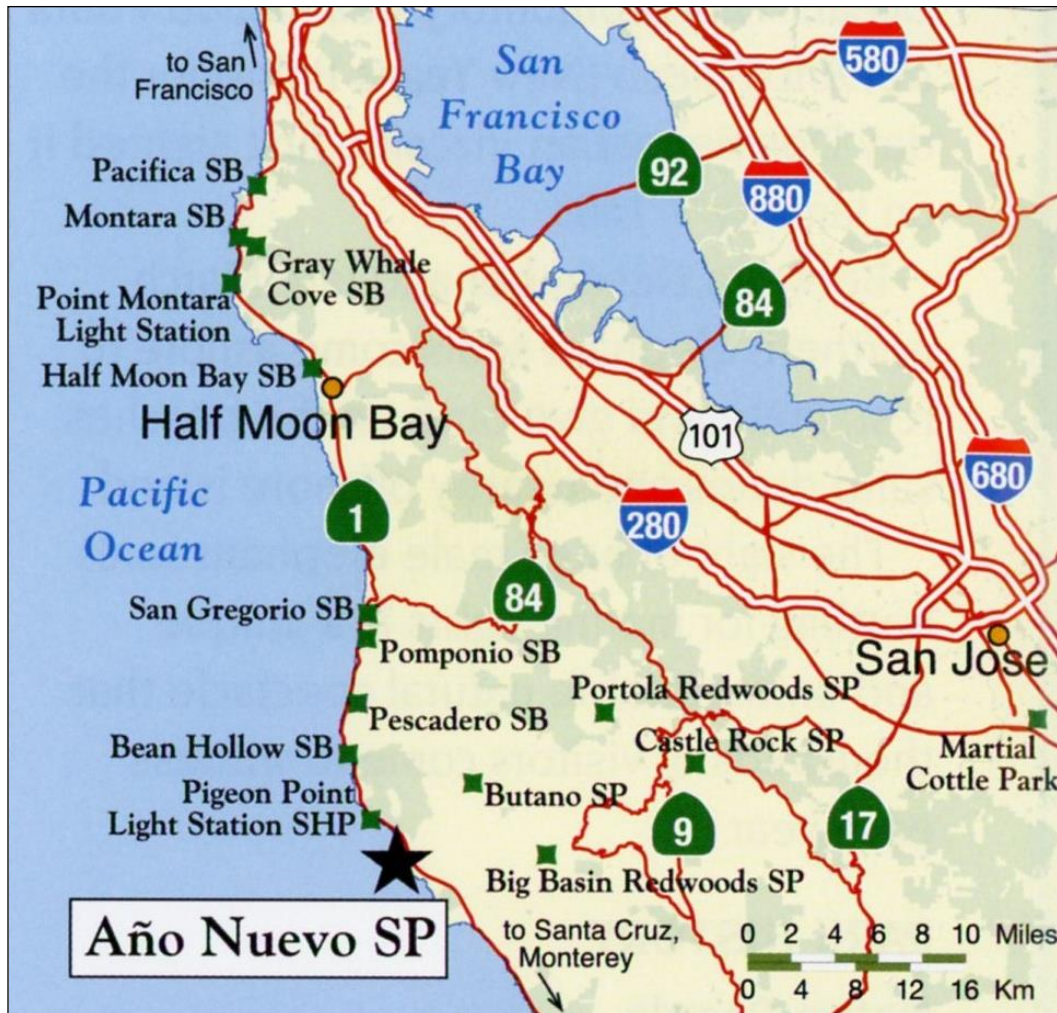 to San
Francisco
San
Francisco
Bay
580
92
880
Pacifica SB
Montara SB
Gray Whale
Cove SB
Point Montara
Light Station
84
Half Moon Bay SB
Half Moon Bay
101
680
Pacific
Ocean
1
280
84
San Gregorio SB
Pomponio SB
San Jose
Portola Redwoods SP
Pescadero SB
Castle Rock SP
Martial
Cottle Park
Bean Hollow SB
Butano SP
Pigeon Point
Light Station SHP
9
17
Big Basin Redwoods SP
Año Nuevo SP
to Santa Cruz,
Monterey
0 2 4 6 8 10 Miles
0 4 8 12 16 Km